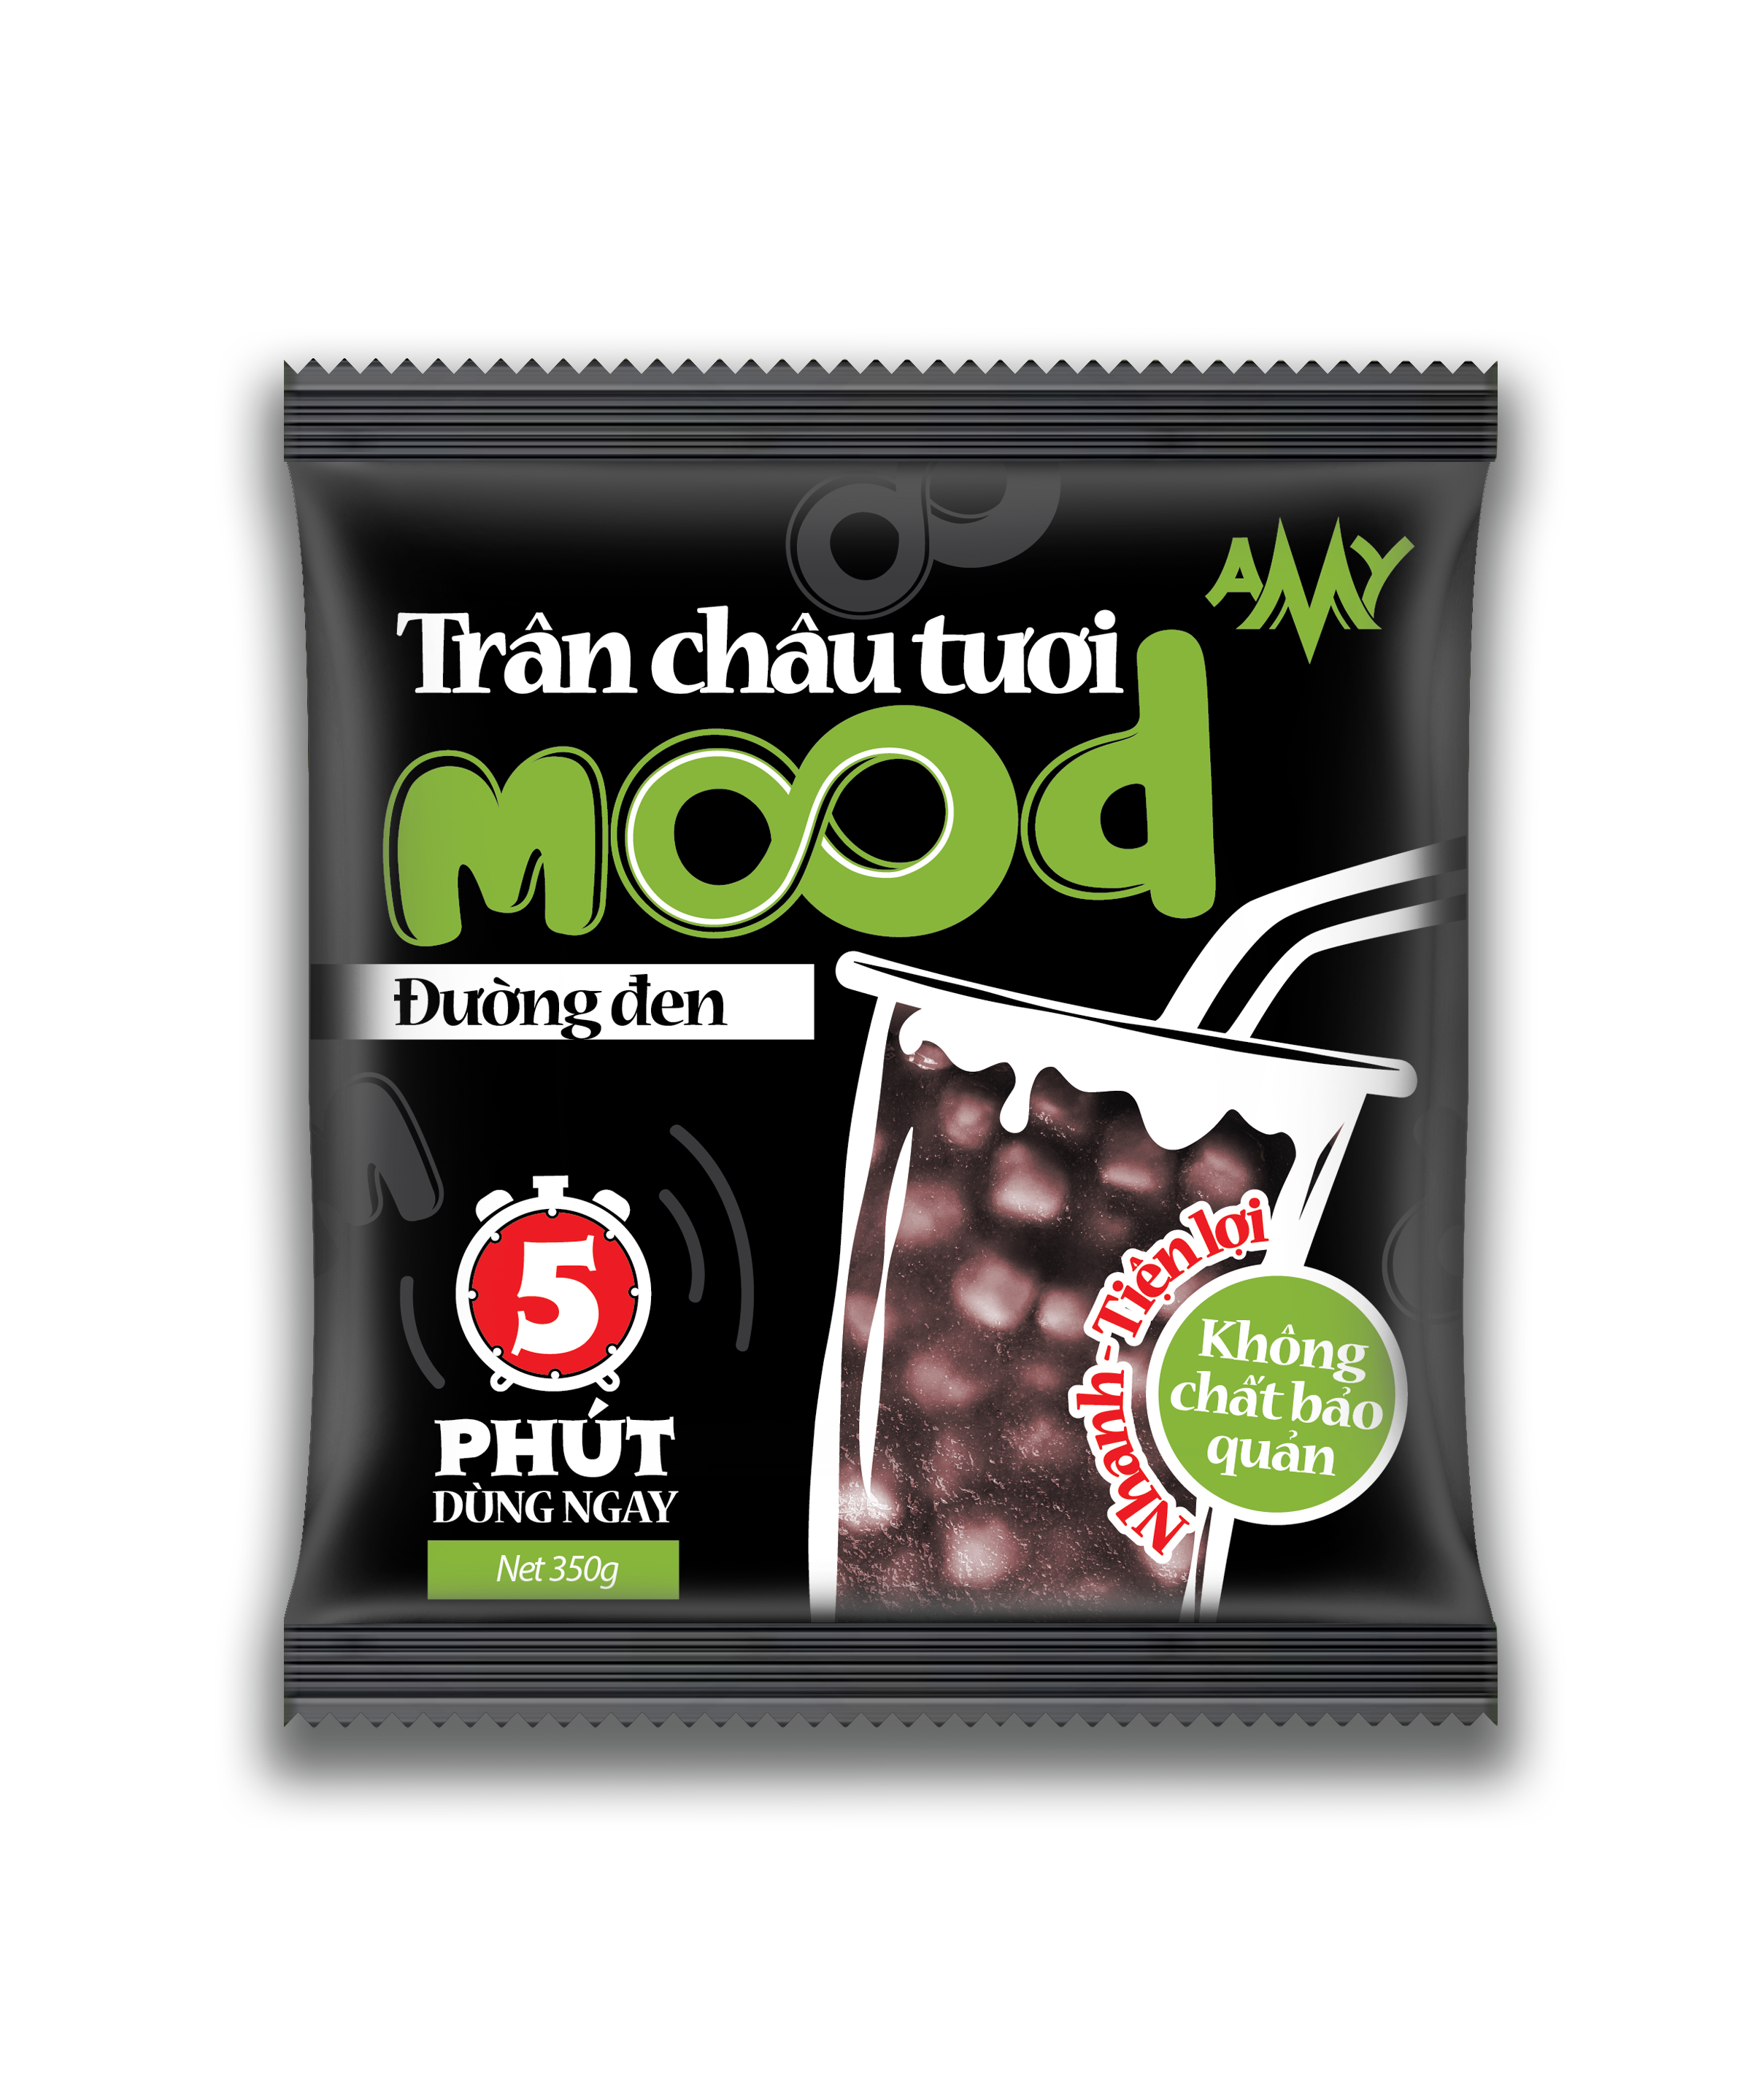 AMY
Trân châu tươi
mood
Đường đen
5
PHÚT
DÙNG NGAY
Net 350g
Nhanh - Tiện lợi
Không
chất bảo
quản